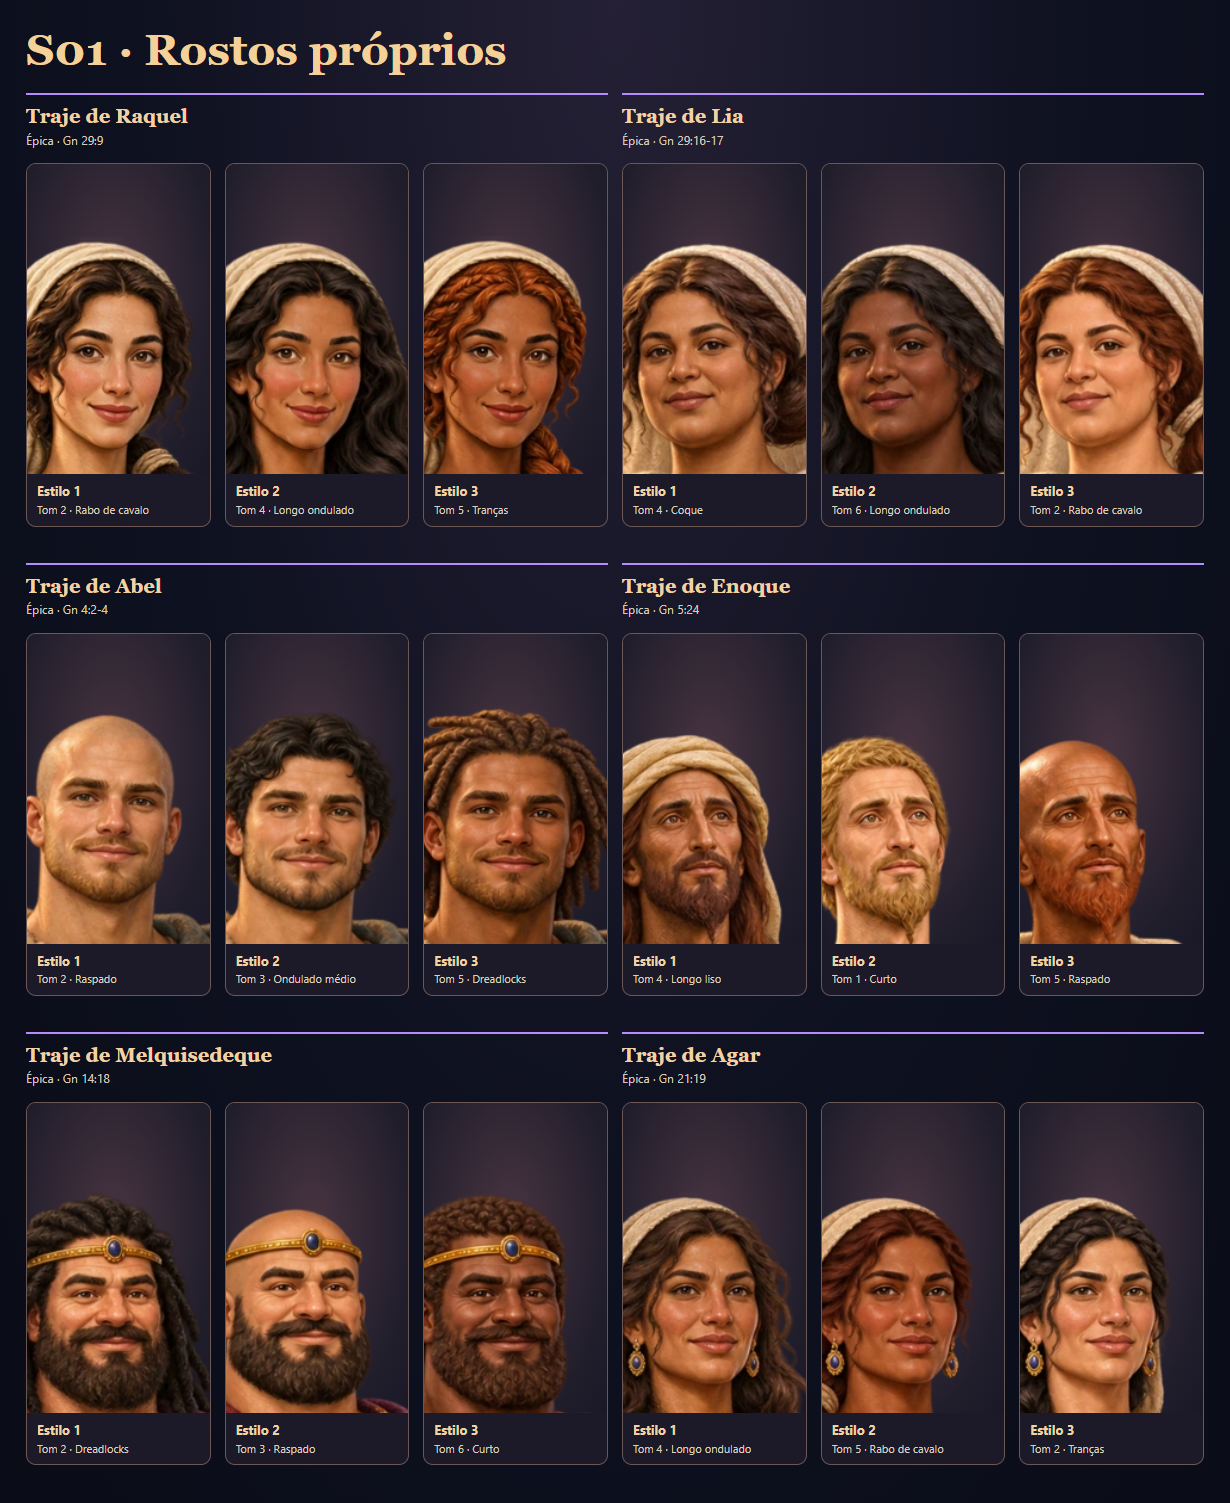 S01 · Rostos próprios
Traje de Raquel
Épica · Gn 29:9
Estilo 1
Tom 2 · Rabo de cavalo
Estilo 2
Tom 4 · Longo ondulado
Estilo 3
Tom 5 · Tranças
Traje de Lia
Épica · Gn 29:16-17
Estilo 1
Tom 4 · Coque
Estilo 2
Tom 6 · Longo ondulado
Estilo 3
Tom 2 · Rabo de cavalo
Traje de Abel
Épica · Gn 4:2-4
Estilo 1
Tom 2 · Raspado
Estilo 2
Tom 3 · Ondulado médio
Estilo 3
Tom 5 · Dreadlocks
Traje de Enoque
Épica · Gn 5:24
Estilo 1
Tom 4 · Longo liso
Estilo 2
Tom 1 · Curto
Estilo 3
Tom 5 · Raspado
Traje de Melquisedeque
Épica · Gn 14:18
Estilo 1
Tom 2 · Dreadlocks
Estilo 2
Tom 3 · Raspado
Estilo 3
Tom 6 · Curto
Traje de Agar
Épica · Gn 21:19
Estilo 1
Tom 4 · Longo ondulado
Estilo 2
Tom 5 · Rabo de cavalo
Estilo 3
Tom 2 · Tranças